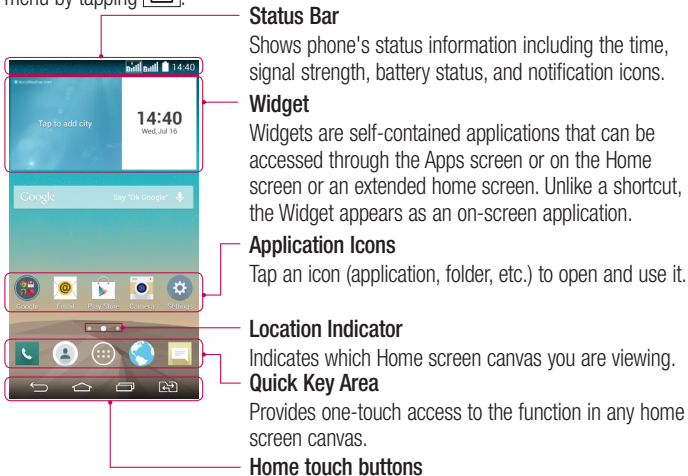 menu by tapping
Status Bar
Shows phone's status information including the time,
signal strength, battery status, and notification icons.
14:40
Widget
Widgets are self-contained applications that can be
accessed through the Apps screen or on the Home
screen or an extended home screen. Unlike a shortcut,
the Widget appears as an on-screen application.
Tap to add city
14:40
Wed, Jul 16
Google
Say "Ok Google"
Application Icons
Tap an icon (application, folder, etc.) to open and use it.
Google Email Play Store Camera Settings
Location Indicator
Indicates which Home screen canvas you are viewing.
Quick Key Area
Provides one-touch access to the function in any home
screen canvas.
Home touch buttons